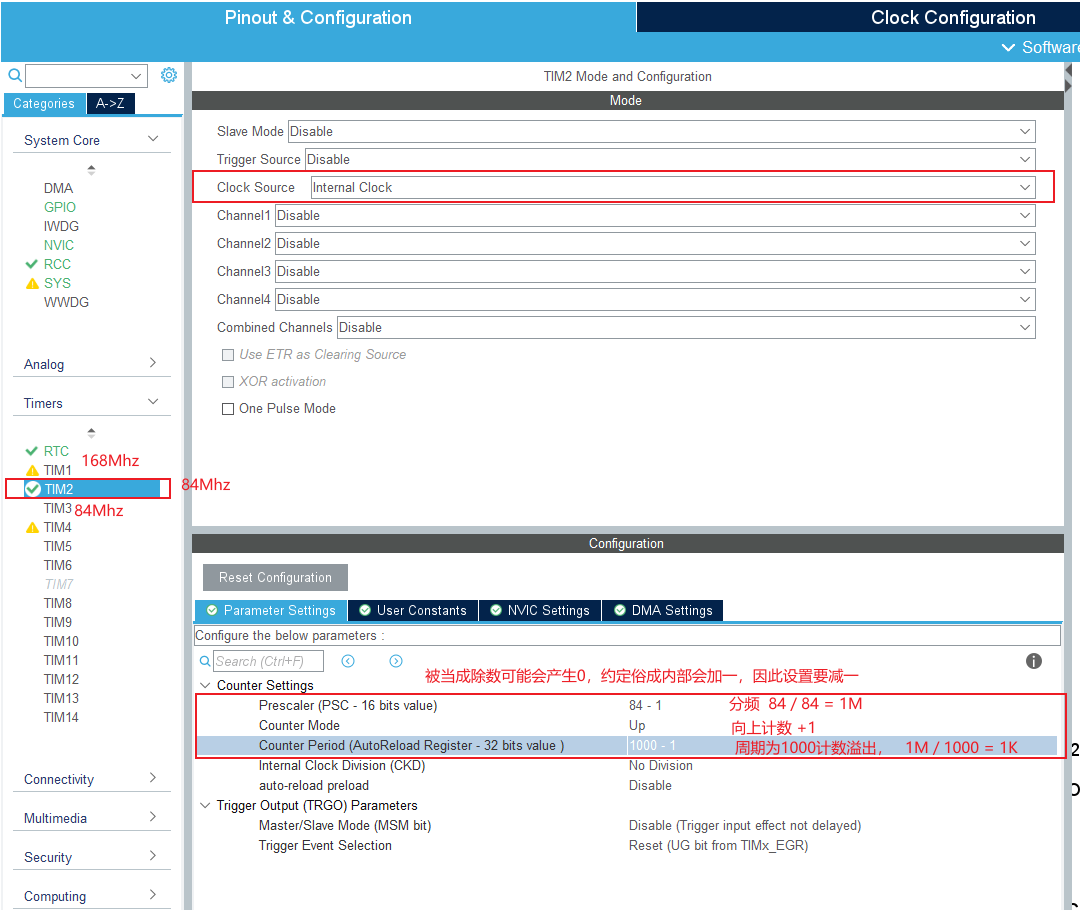 Pinout & Configuration
Clock Configuration
Software
TIM2 Mode and Configuration
Categories
A->Z
Mode
System Core
DMA
GPIO
IWDG
NVIC
RCC
SYS
WWDG
Analog
Timers
RTC
TIM1
168Mhz
TIM2
84Mhz
TIM3
84Mhz
TIM4
TIM5
TIM6
TIM7
TIM8
TIM9
TIM10
TIM11
TIM12
TIM13
TIM14
Connectivity
Multimedia
Security
Computing
Slave Mode Disable
Trigger Source Disable
Clock Source Internal Clock
Channel1 Disable
Channel2 Disable
Channel3 Disable
Channel4 Disable
Combined Channels Disable
Use ETR as Clearing Source
XOR activation
One Pulse Mode
Configuration
Reset Configuration
Parameter Settings
User Constants
NVIC Settings
DMA Settings
Configure the below parameters :
Search (Ctrl+F)
被当成除数可能会产生0，约定俗成内部会加一，因此设置要减一
Counter Settings
Prescaler (PSC - 16 bits value) 84 - 1 分频 84 / 84 = 1M
Counter Mode Up 向上计数 +1
Counter Period (AutoReload Register - 32 bits value ) 1000 - 1 周期为1000计数溢出， 1M / 1000 = 1K
Internal Clock Division (CKD) No Division
auto-reload preload Disable
Trigger Output (TRGO) Parameters
Master/Slave Mode (MSM bit) Disable (Trigger input effect not delayed)
Trigger Event Selection Reset (UG bit from TIMx_EGR)